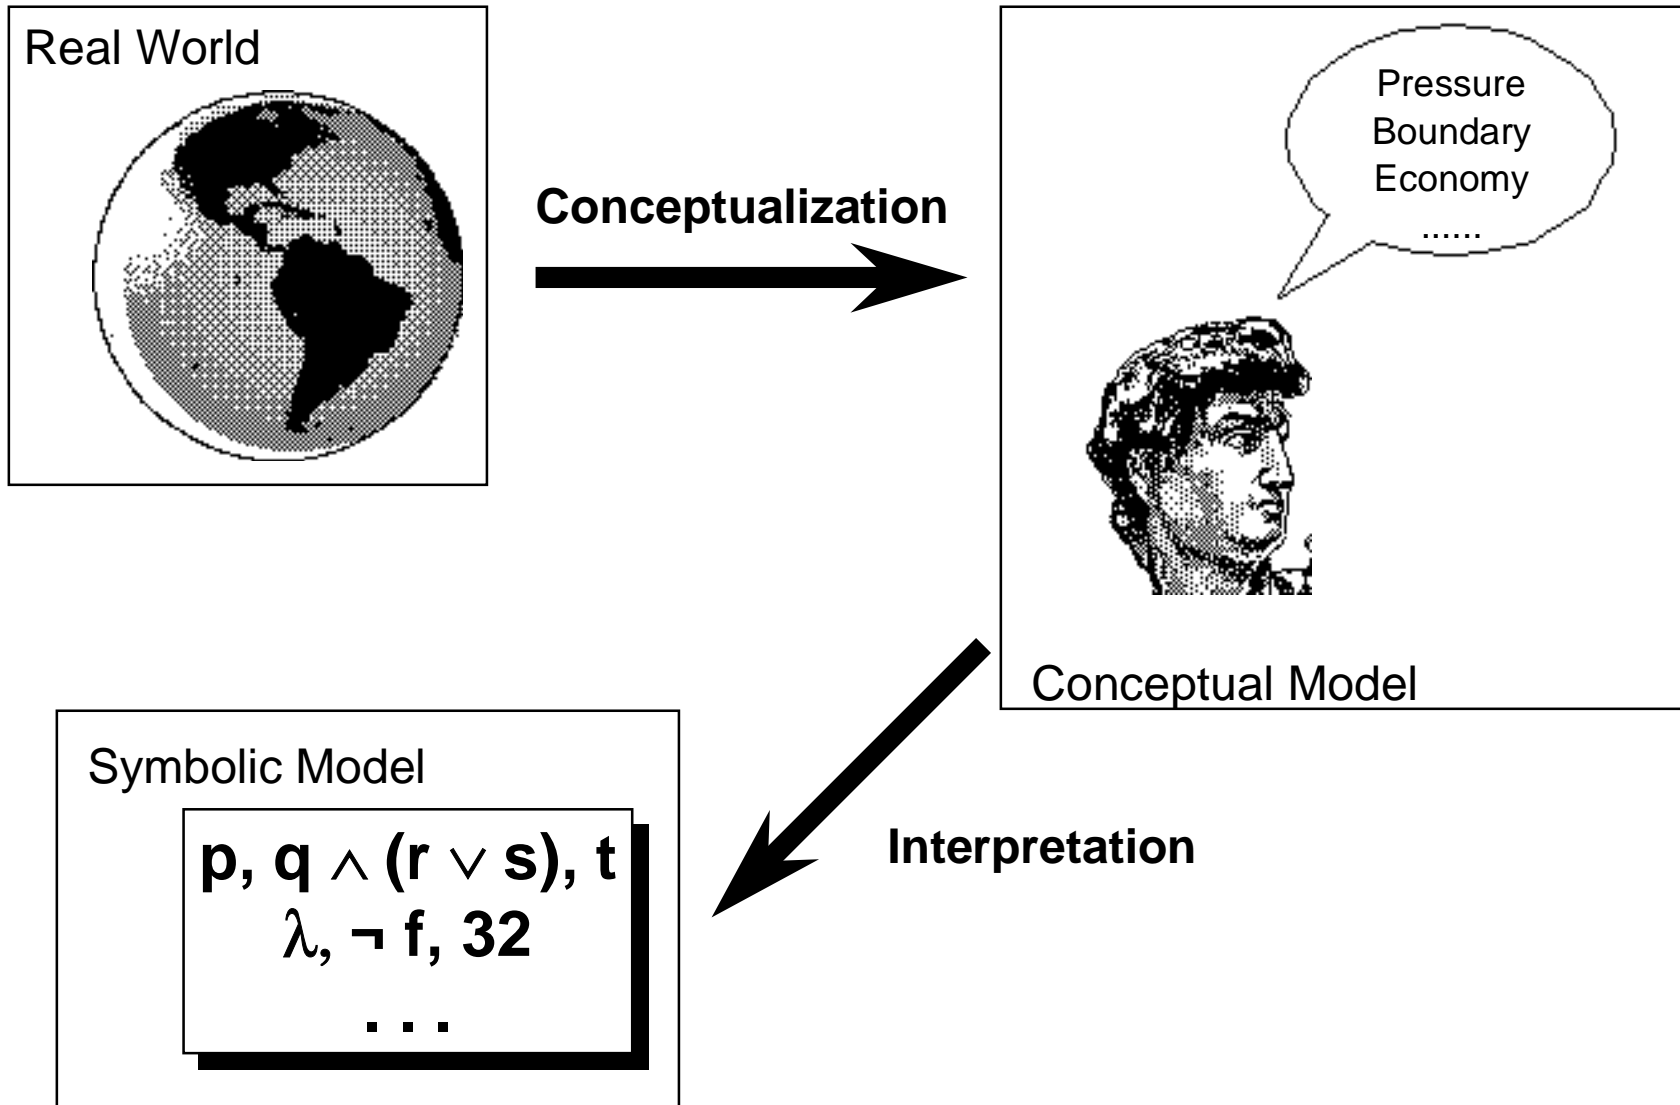 Real World
Conceptualization
Pressure
Boundary
Economy
......
Conceptual Model
Symbolic Model
p, q ∧ (r ∨ s), t
λ, ¬ f, 32
. . .
Interpretation